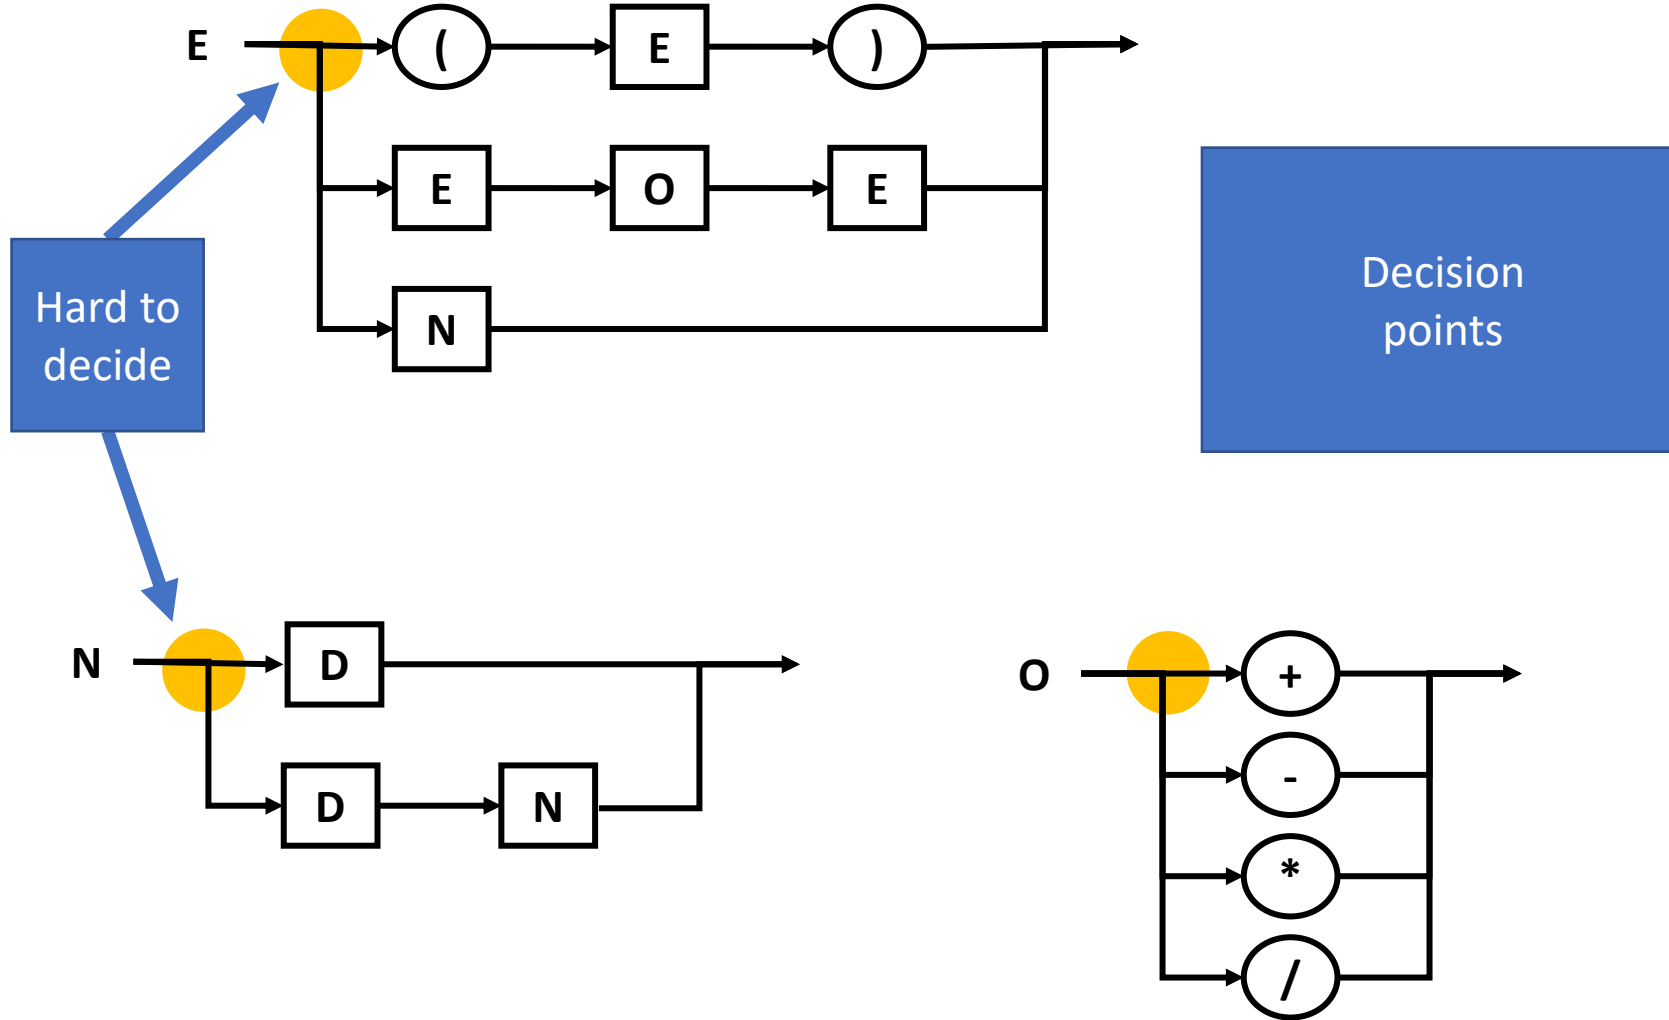 E ( E )
E O E
Decision
points
Hard to
decide
N
N D
O +
-
D N
*
/